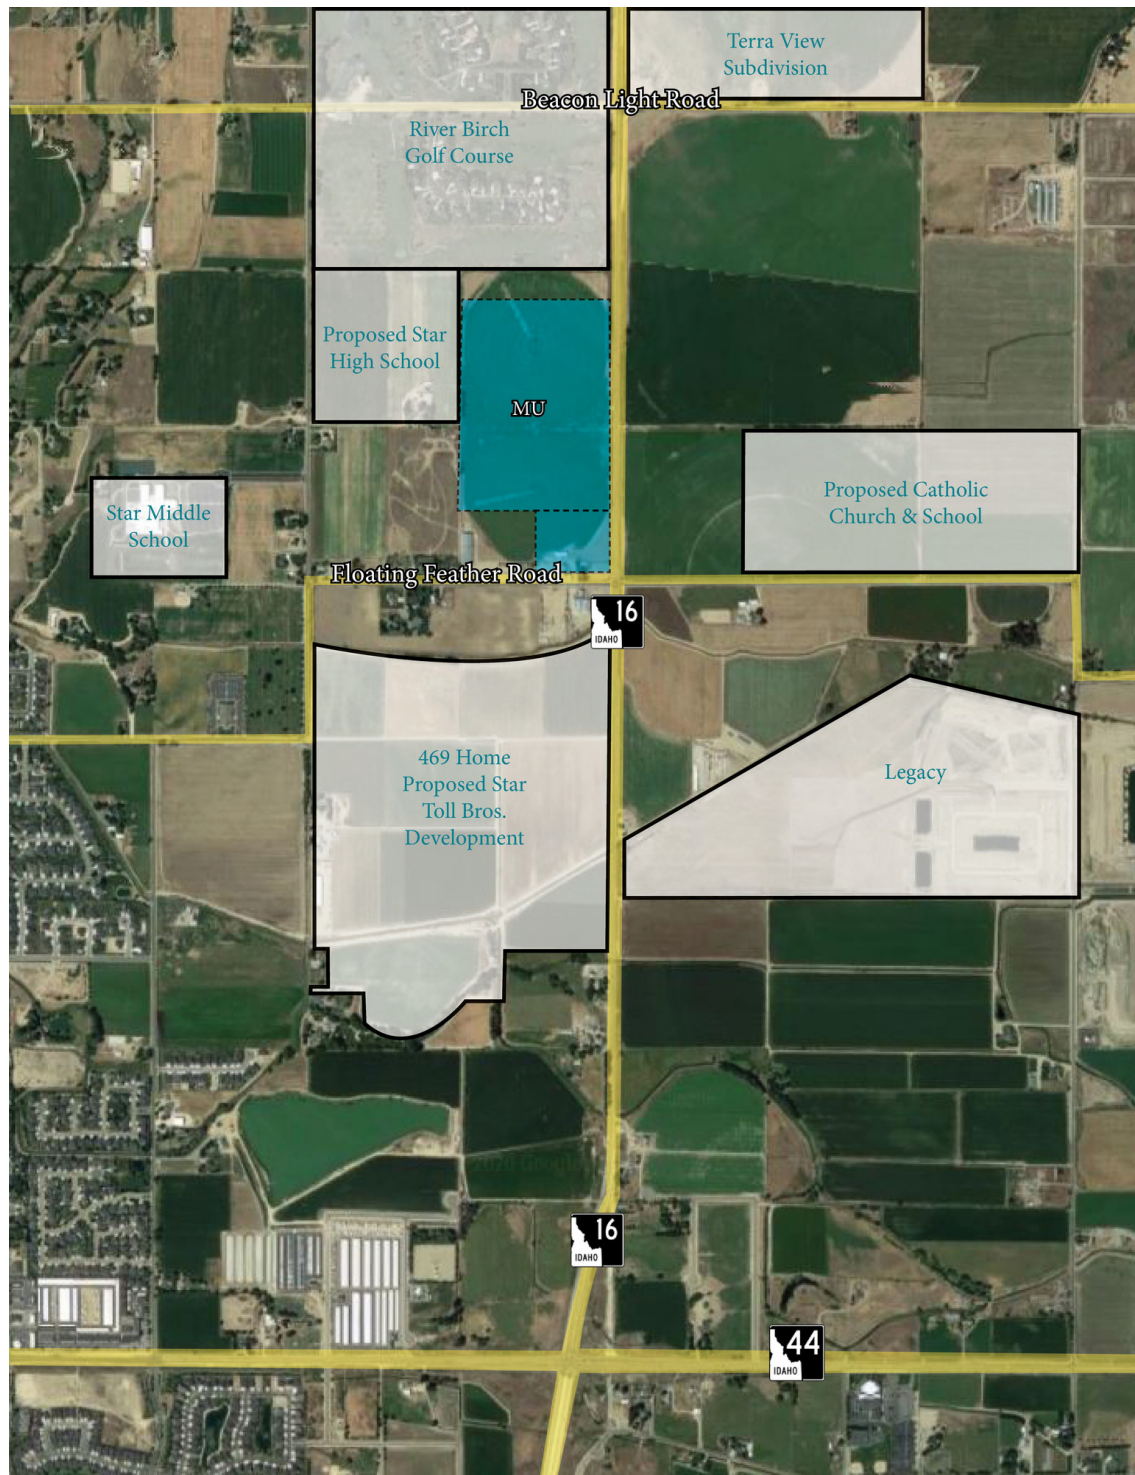 Terra View
Subdivision
Beacon Light Road
River Birch
Golf Course
Proposed Star
High School
MU
Star Middle
School
Proposed Catholic
Church & School
Floating Feather Road
16
IDAHO
469 Home
Proposed Star
Toll Bros.
Development
Legacy
2020 Google
16
IDAHO
44
IDAHO